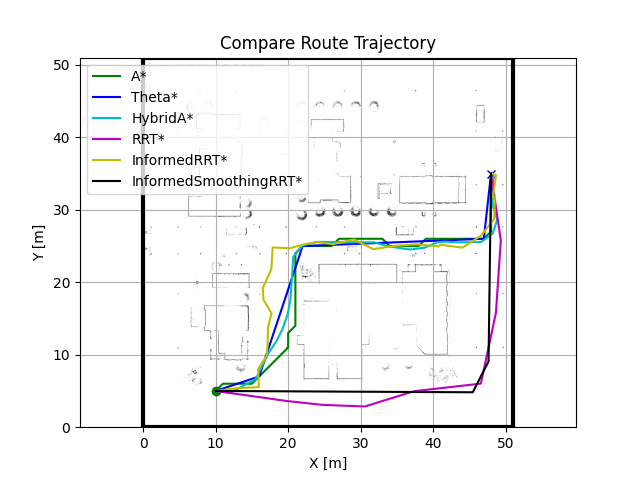 Compare Route Trajectory
A*
Theta*
HybridA*
RRT*
InformedRRT*
InformedSmoothingRRT*
Y [m]
50
40
30
20
10
0
0 10 20 30 40 50
X [m]